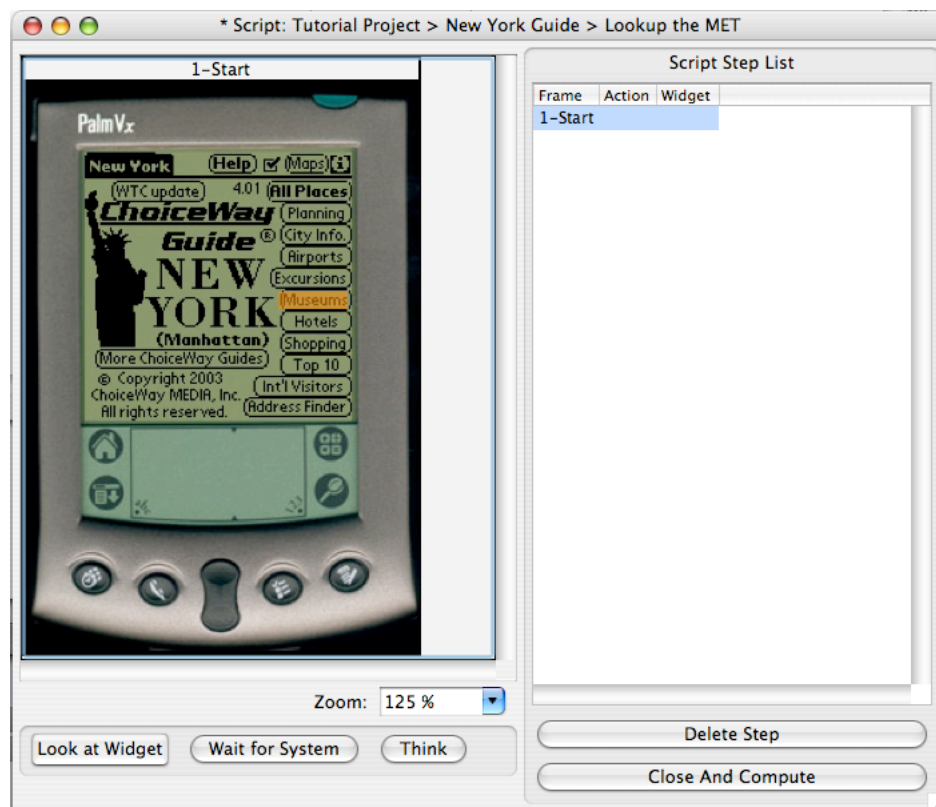 * Script: Tutorial Project > New York Guide > Lookup the MET
1-Start
PalmVx
New York Help Maps i
WTC update 4.01 All Places
ChoiceWay Planning
Guide ® City Info.
Airports
NEW Excursions
Museums
YORK Hotels
(Manhattan) Shopping
More ChoiceWay Guides Top 10
© Copyright 2003 Int'l Visitors
ChoiceWay MEDIA, Inc.
All rights reserved. Address Finder
Zoom: 125 %
Look at Widget Wait for System Think
Script Step List
Frame Action Widget
1-Start
Delete Step
Close And Compute